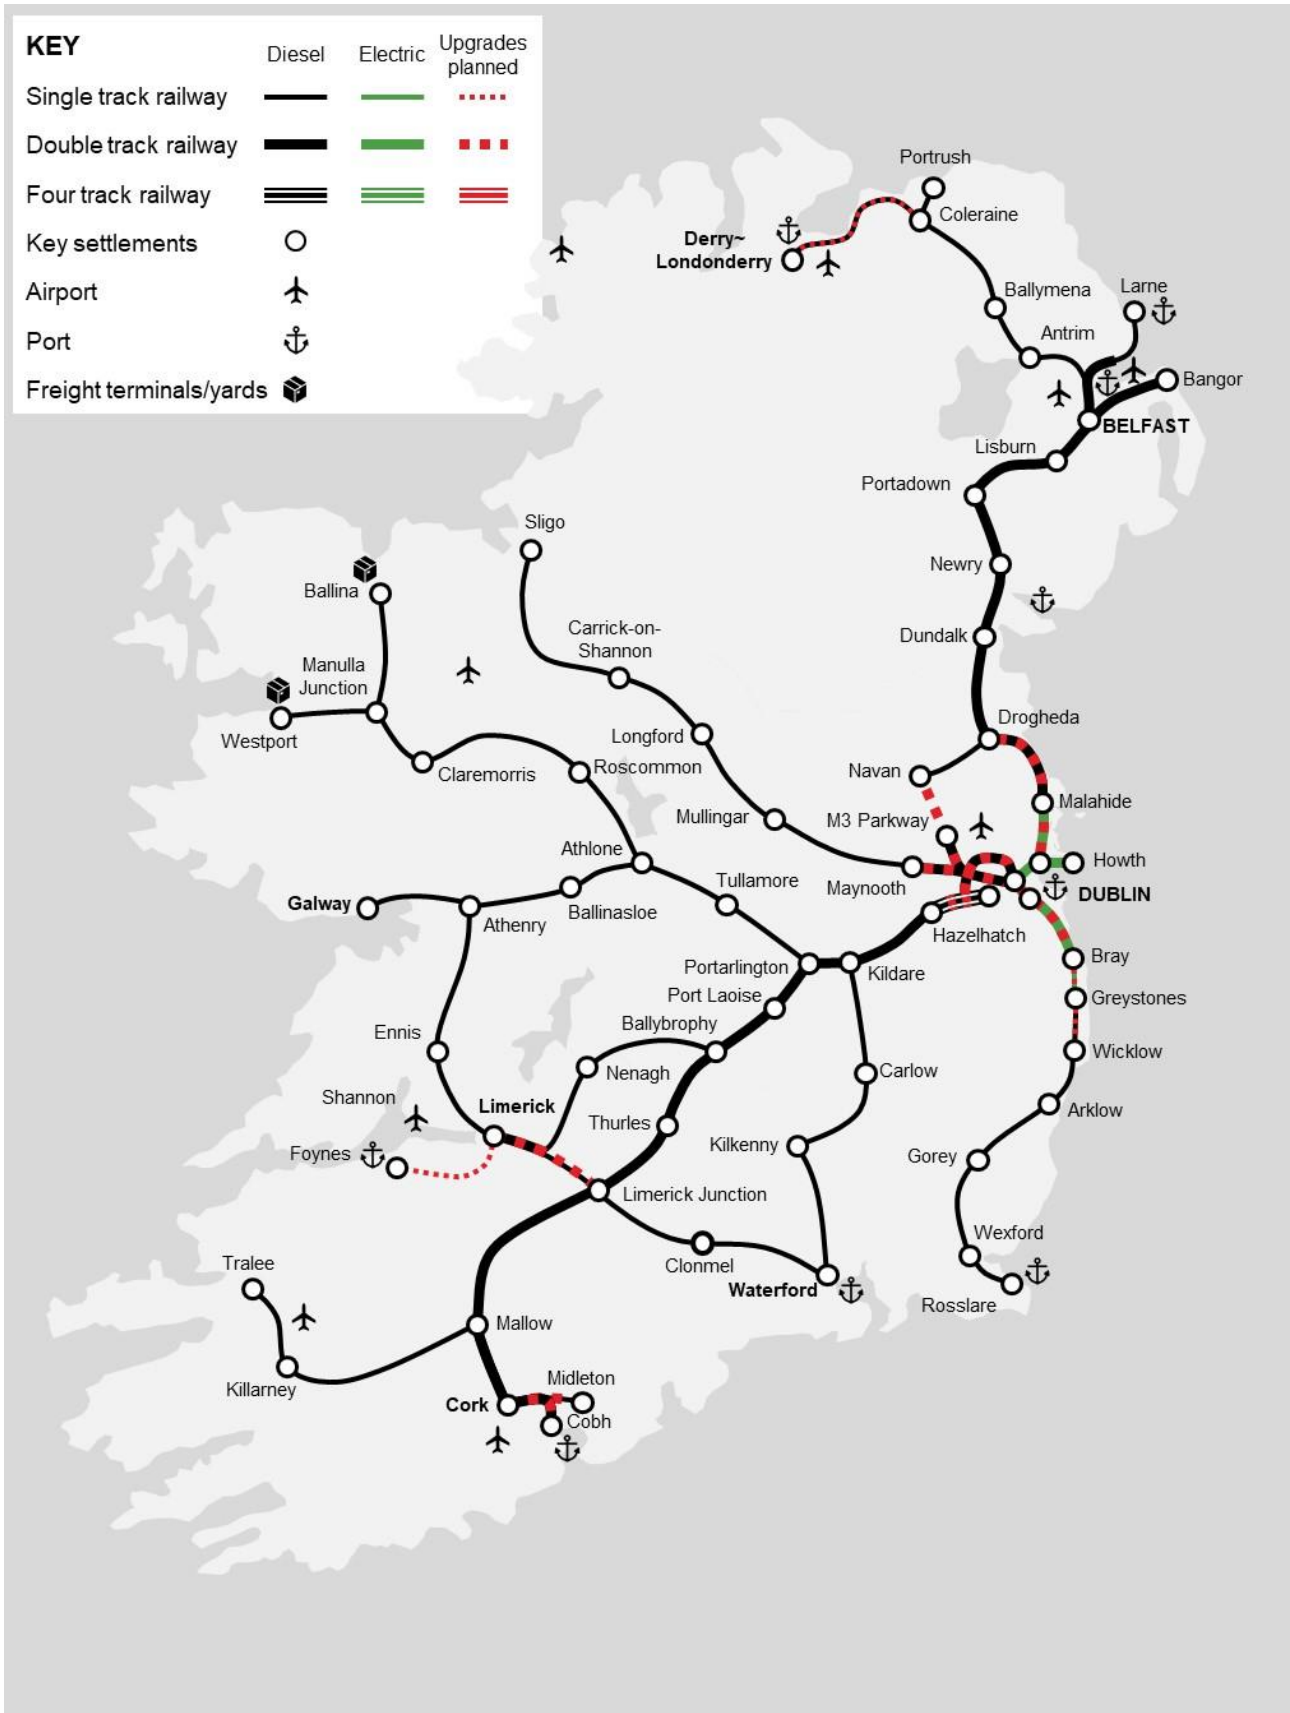 KEY
Diesel
Electric
Upgrades
planned
Single track railway
Double track railway
Four track railway
Key settlements
Airport
Port
Freight terminals/yards
Portrush
Coleraine
Derry~
Londonderry
Ballymena
Larne
Antrim
Bangor
BELFAST
Lisburn
Portadown
Sligo
Newry
Ballina
Carrick-on-
Shannon
Dundalk
Manulla
Junction
Westport
Drogheda
Longford
Claremorris
Roscommon
Navan
Malahide
Mullingar
M3 Parkway
Athlone
Howth
Tullamore
Maynooth
DUBLIN
Galway
Ballinasloe
Athenry
Hazelhatch
Bray
Portarlington
Kildare
Port Laoise
Greystones
Ballybrophy
Ennis
Wicklow
Nenagh
Carlow
Shannon
Limerick
Arklow
Thurles
Kilkenny
Foynes
Gorey
Limerick Junction
Wexford
Tralee
Clonmel
Waterford
Rosslare
Mallow
Midleton
Killarney
Cork
Cobh